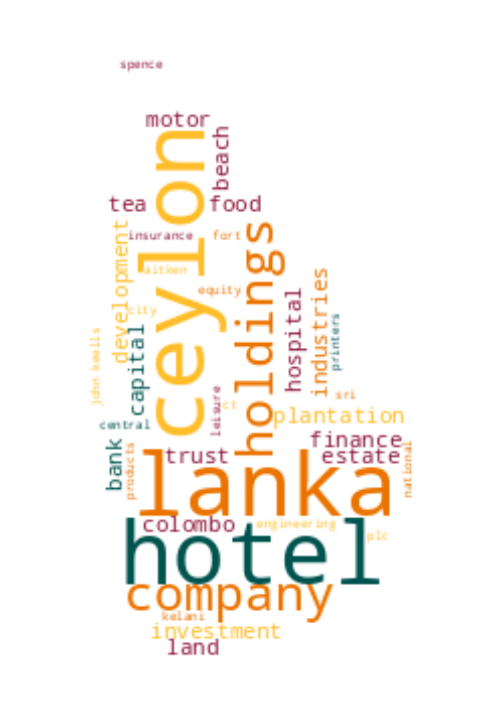 spence
motor
beach
ceylon
tea
food
insurance
fort
development
holdings
aitken
equity
city
hospital
industries
printers
capital
john keells
leisure
ct
sri
plantation
central
finance
bank
products
trust
estate
national
lanka
colombo
engineering
hotel
plc
company
kelani
investment
land